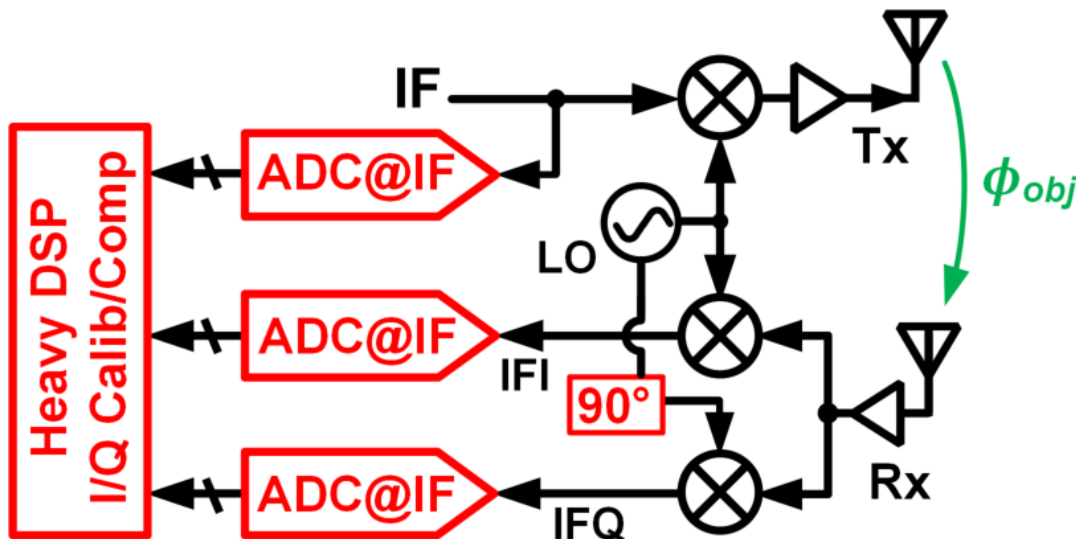 IF
Tx
ϕobj
ADC@IF
LO
Heavy DSP
I/Q Calib/Comp
ADC@IF
IFI
90°
Rx
ADC@IF
IFQ